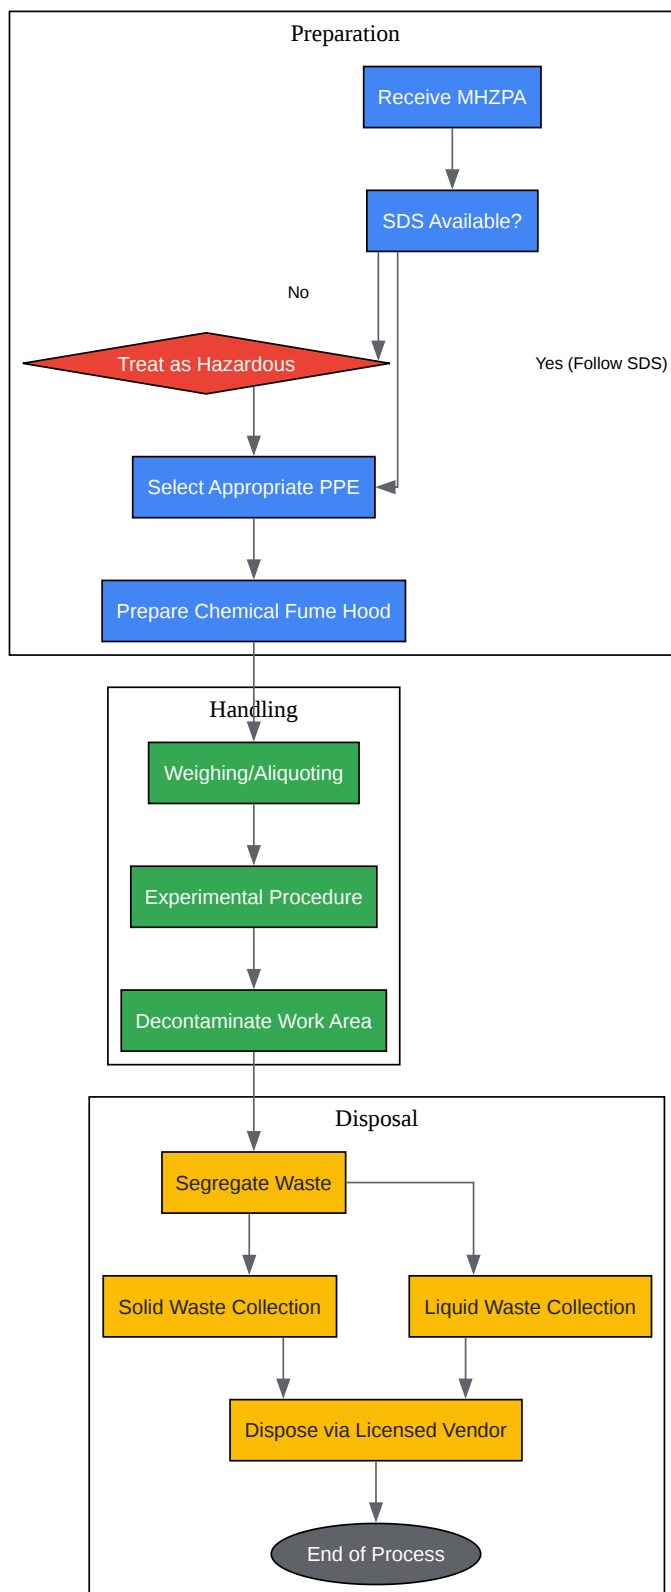 Preparation
Receive MHZPA
SDS Available?
No
Treat as Hazardous
Yes (Follow SDS)
Select Appropriate PPE
Prepare Chemical Fume Hood
Handling
Weighing/Aliquoting
Experimental Procedure
Decontaminate Work Area
Disposal
Segregate Waste
Solid Waste Collection
Liquid Waste Collection
Dispose via Licensed Vendor
End of Process